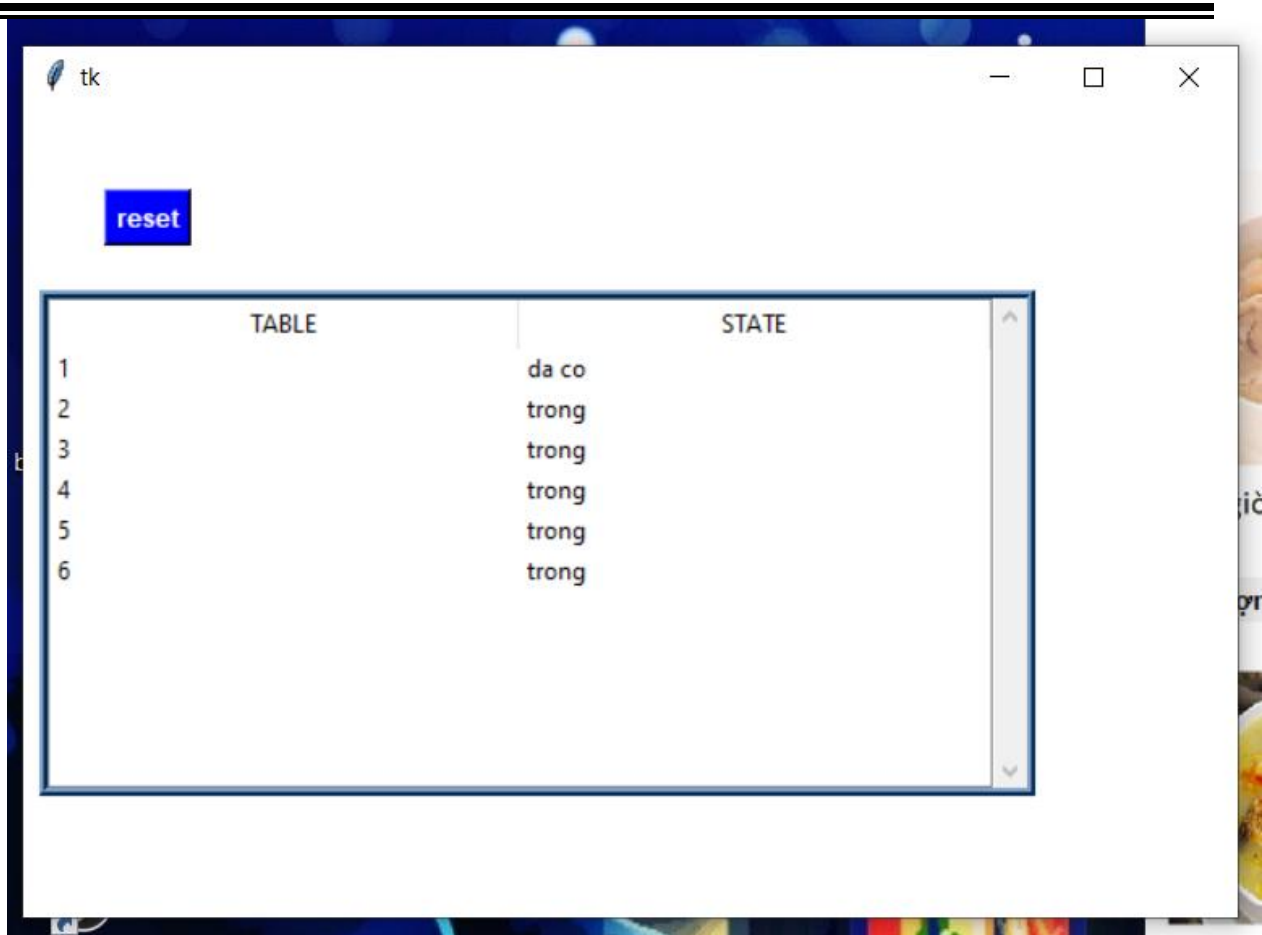 tk
reset
TABLE STATE
1 da co
2 trong
3 trong
4 trong
5 trong
6 trong